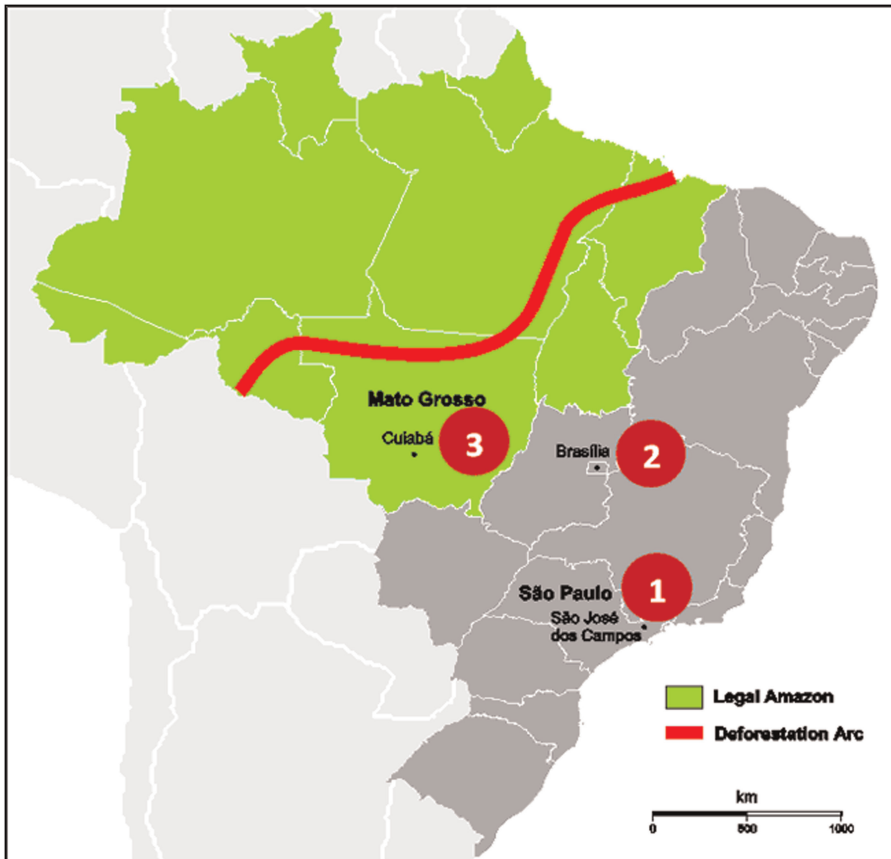 Mato Grosso
Cuiabá
3
Brasília
2
São Paulo
1
São José
dos Campos
Legal Amazon
Deforestation Arc
km
0 500 1000